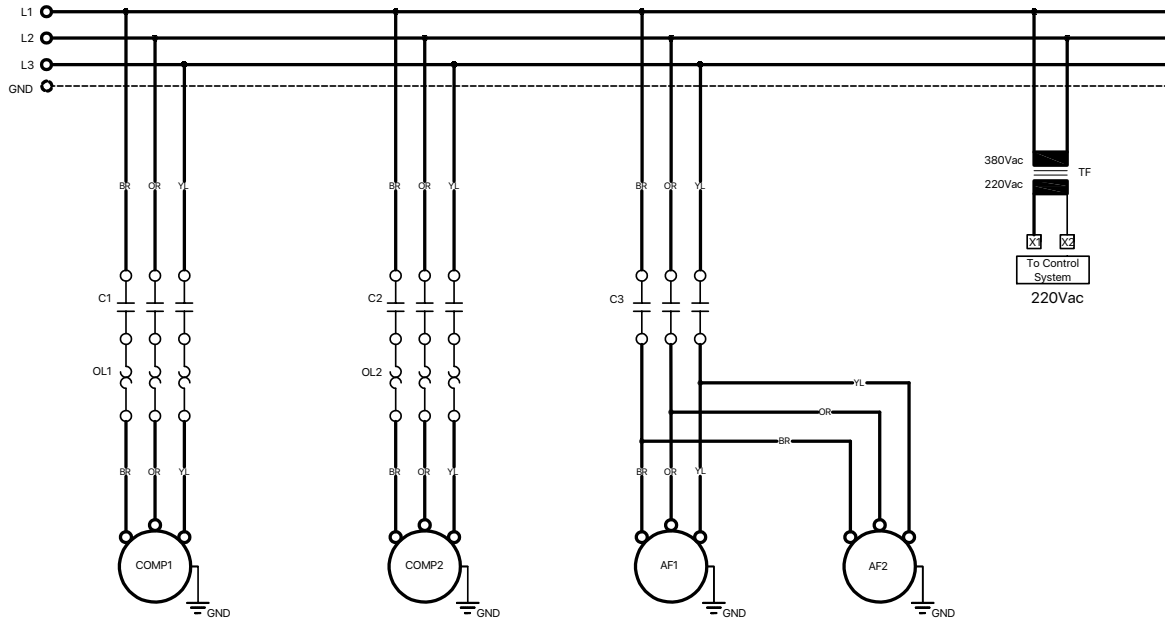 L1
L2
L3
GND
BR OR YL
BR OR YL
BR OR YL
380Vac
220Vac
TF
X1 X2
To Control
System
220Vac
C1
C2
C3
OL1
OL2
YL
OR
BR
BR OR YL
BR OR YL
BR OR YL
COMP1
COMP2
AF1
AF2
GND
GND
GND
GND